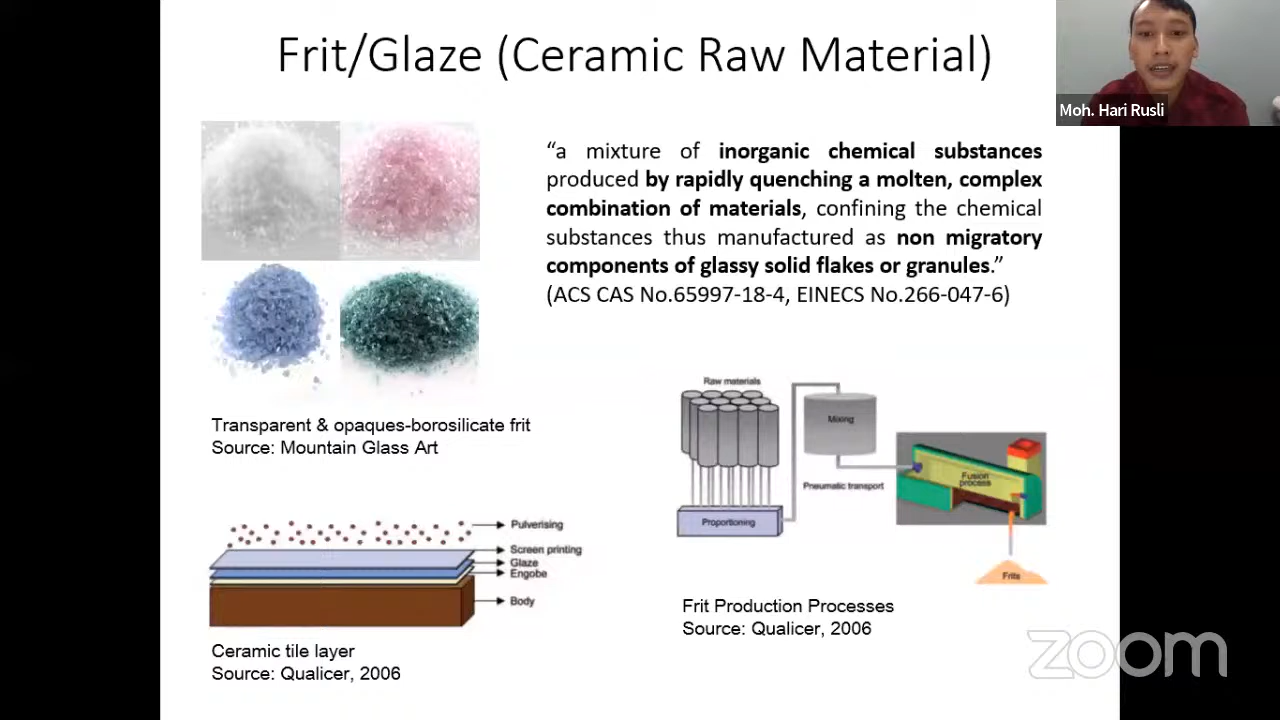 Frit/Glaze (Ceramic Raw Material)
Moh. Hari Rusli
“a mixture of inorganic chemical substances
produced by rapidly quenching a molten, complex
combination of materials, confining the chemical
substances thus manufactured as non migratory
components of glassy solid flakes or granules.”
(ACS CAS No.65997-18-4, EINECS No.266-047-6)
Transparent & opaques-borosilicate frit
Source: Mountain Glass Art
Pulverising
Screen printing
Glaze
Engobe
Body
Ceramic tile layer
Source: Qualicer, 2006
Raw materials
Mixing
Pneumatic transport
Fusion
process
Proportioning
Frits
Frit Production Processes
Source: Qualicer, 2006
zoom